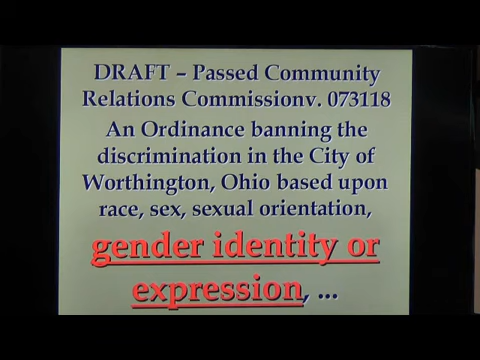 DRAFT – Passed Community
Relations Commissionv. 073118
An Ordinance banning the
discrimination in the City of
Worthington, Ohio based upon
race, sex, sexual orientation,
gender identity or
expression, ...